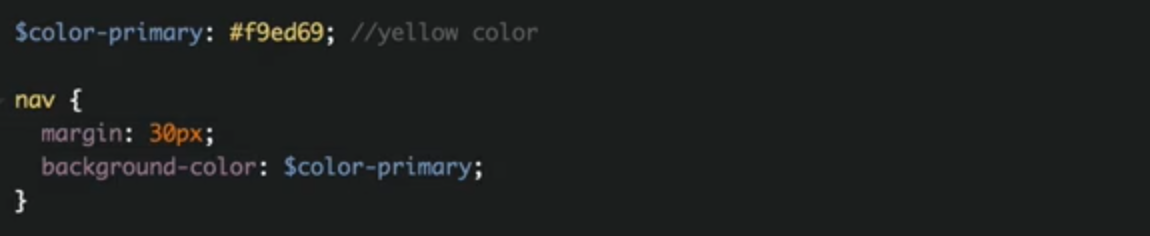 $color-primary: #f9ed69; //yellow color
nav {
margin: 30px;
background-color: $color-primary;
}